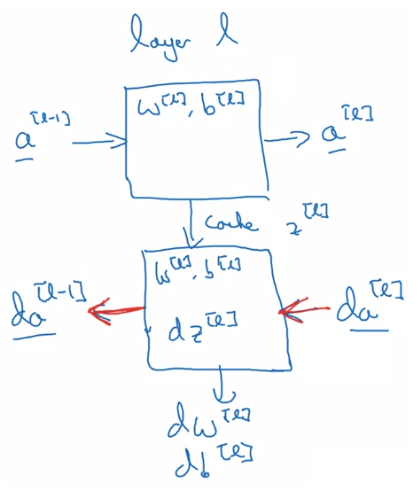 layer l
w^[l], b^[l]
a^[l-1]
a^[l]
cache z^[l]
w^[l], b^[l]
da^[l-1]
dz^[l]
da^[l]
dw^[l]
db^[l]